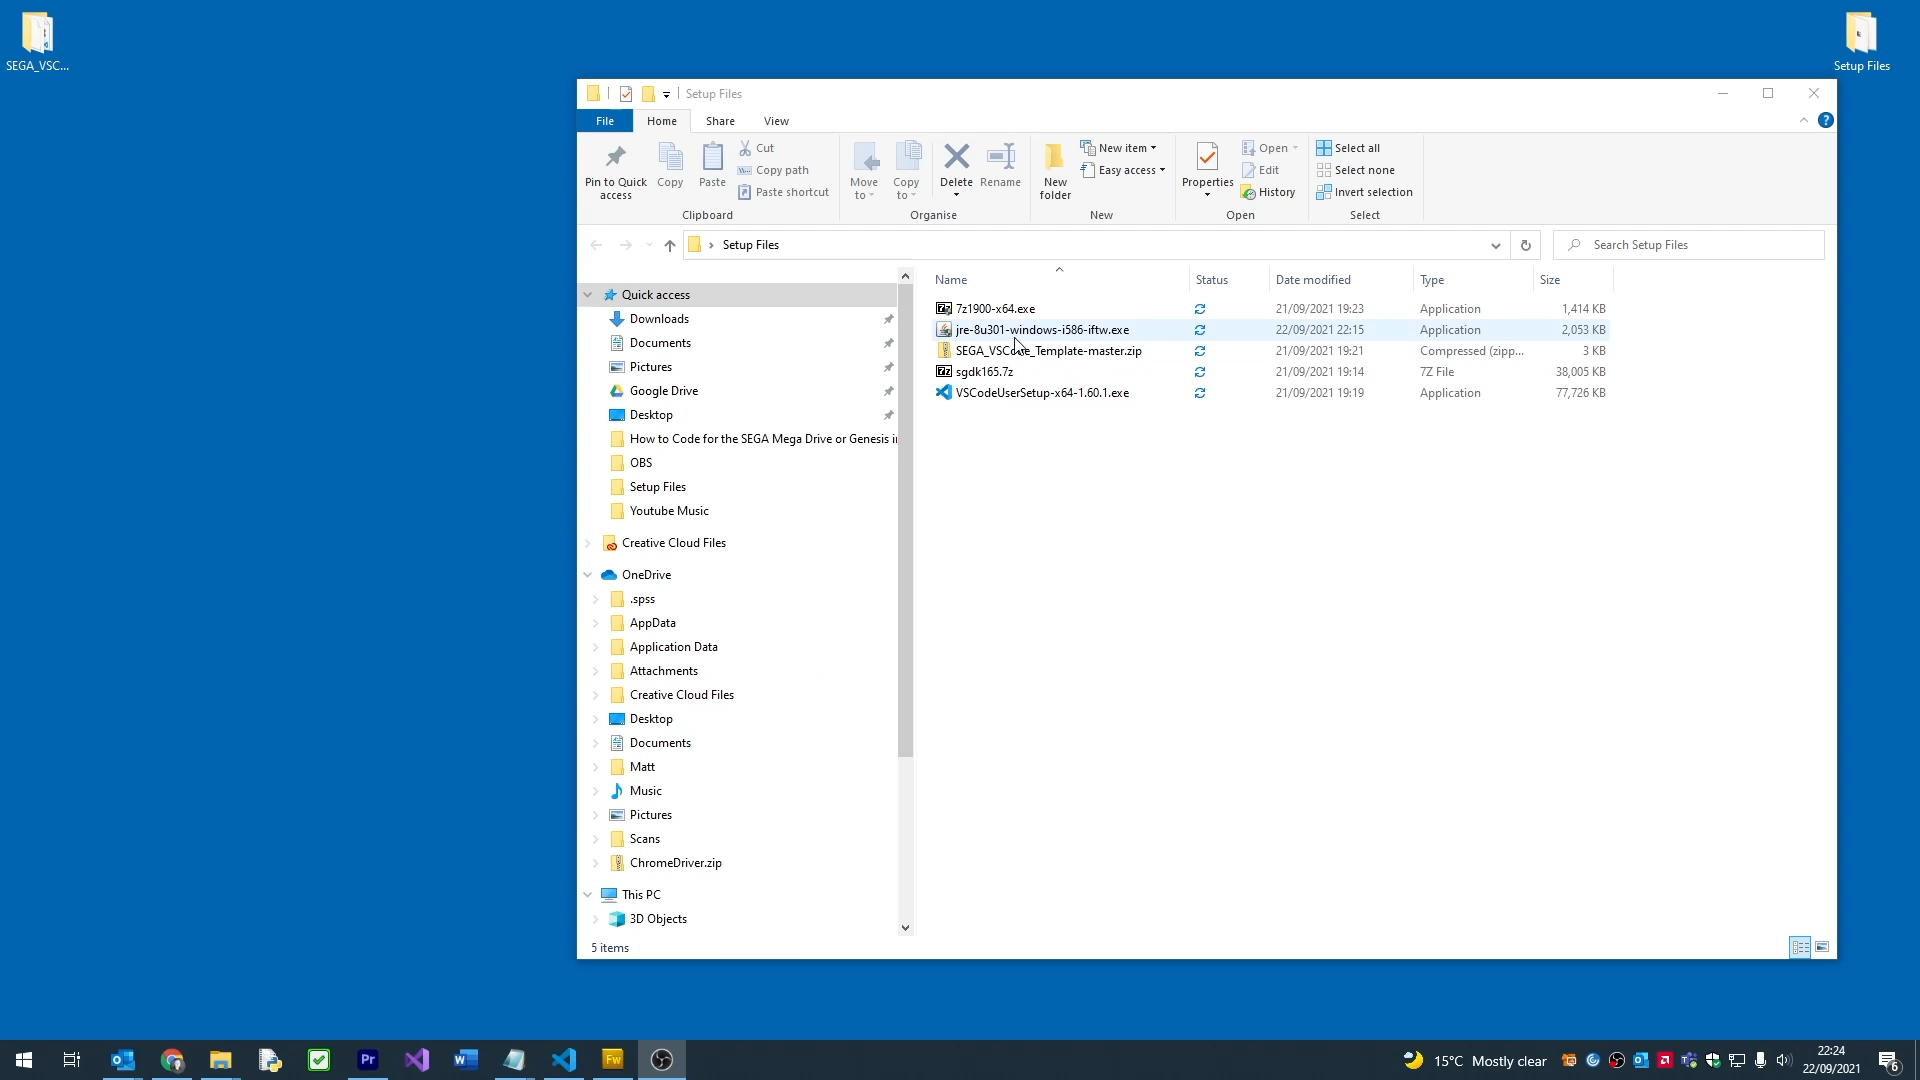 SEGA_VSC...
Setup Files
Setup Files
File
Home
Share
View
Pin to Quick
access
Copy
Paste
Cut
Copy path
Paste shortcut
Clipboard
Move
to
Copy
to
Delete
Rename
Organise
New
folder
New item
Easy access
New
Properties
Open
Edit
History
Open
Select all
Select none
Invert selection
Select
Setup Files
Search Setup Files
Quick access
Downloads
Documents
Pictures
Google Drive
Desktop
How to Code for the SEGA Mega Drive or Genesis i
OBS
Setup Files
Youtube Music
Creative Cloud Files
OneDrive
.spss
AppData
Application Data
Attachments
Creative Cloud Files
Desktop
Documents
Matt
Music
Pictures
Scans
ChromeDriver.zip
This PC
3D Objects
Name Status Date modified Type Size
7z1900-x64.exe 21/09/2021 19:23 Application 1,414 KB
jre-8u301-windows-i586-iftw.exe 22/09/2021 22:15 Application 2,053 KB
SEGA_VSCode_Template-master.zip 21/09/2021 19:21 Compressed (zipp... 3 KB
sgdk165.7z 21/09/2021 19:14 7Z File 38,005 KB
VSCodeUserSetup-x64-1.60.1.exe 21/09/2021 19:19 Application 77,726 KB
5 items
Pr
Fw
15°C Mostly clear
22:24
22/09/2021
6